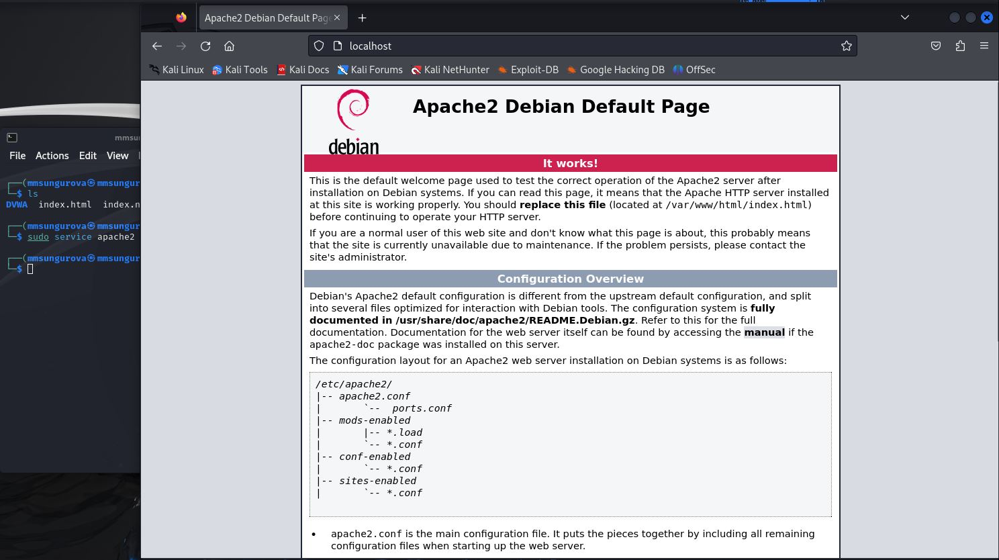 Apache2 Debian Default Page
localhost
Kali Linux Kali Tools Kali Docs Kali Forums Kali NetHunter Exploit-DB Google Hacking DB OffSec
debian
Apache2 Debian Default Page
It works!
This is the default welcome page used to test the correct operation of the Apache2 server after
installation on Debian systems. If you can read this page, it means that the Apache HTTP server installed
at this site is working properly. You should replace this file (located at /var/www/html/index.html)
before continuing to operate your HTTP server.
If you are a normal user of this web site and don't know what this page is about, this probably means
that the site is currently unavailable due to maintenance. If the problem persists, please contact the
site's administrator.
Configuration Overview
Debian's Apache2 default configuration is different from the upstream default configuration, and split
into several files optimized for interaction with Debian tools. The configuration system is fully
documented in /usr/share/doc/apache2/README.Debian.gz. Refer to this for the full
documentation. Documentation for the web server itself can be found by accessing the manual if the
apache2-doc package was installed on this server.
The configuration layout for an Apache2 web server installation on Debian systems is as follows:
/etc/apache2/
|-- apache2.conf
|       `--  ports.conf
|-- mods-enabled
|       |-- *.load
|       `-- *.conf
|-- conf-enabled
|       `-- *.conf
|-- sites-enabled
|       `-- *.conf
• apache2.conf is the main configuration file. It puts the pieces together by including all remaining
configuration files when starting up the web server.
mmsu
File Actions Edit View
(mmsungurova㉿mmsungur
$ ls
DVWA index.html index.n
(mmsungurova㉿mmsungur
$ sudo service apache2
(mmsungurova㉿mmsungur
$